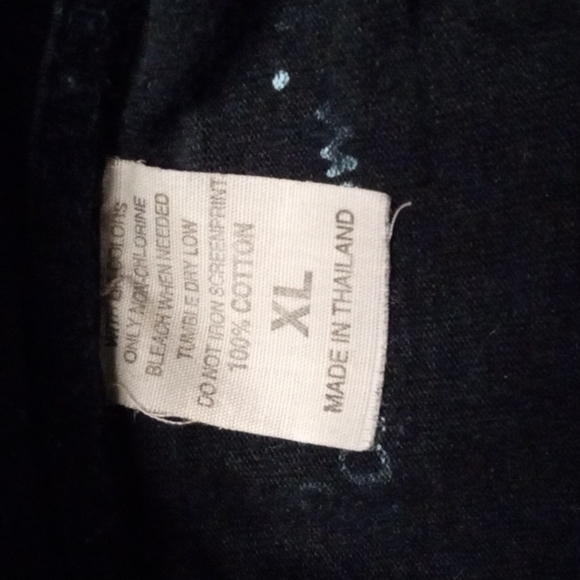 COLORS
ONLY NON-CHLORINE
BLEACH WHEN NEEDED
TUMBLE DRY LOW
DO NOT IRON SCREENPRINT
100% COTTON
XL
MADE IN THAILAND